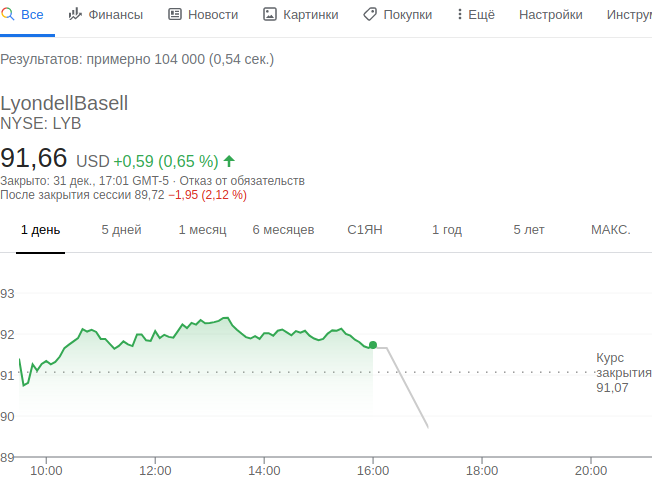 Все Финансы Новости Картинки Покупки Ещё Настройки
Результатов: примерно 104 000 (0,54 сек.)
LyondellBasell
NYSE: LYB
91,66 USD +0,59 (0,65 %)
Закрыто: 31 дек., 17:01 GMT-5 · Отказ от обязательств
После закрытия сессии 89,72 −1,95 (2,12 %)
1 день 5 дней 1 месяц 6 месяцев С1ЯН 1 год 5 лет МАКС.
93
92
91
90
89
Курс
закрытия
91,07
10:00 12:00 14:00 16:00 18:00 20:00